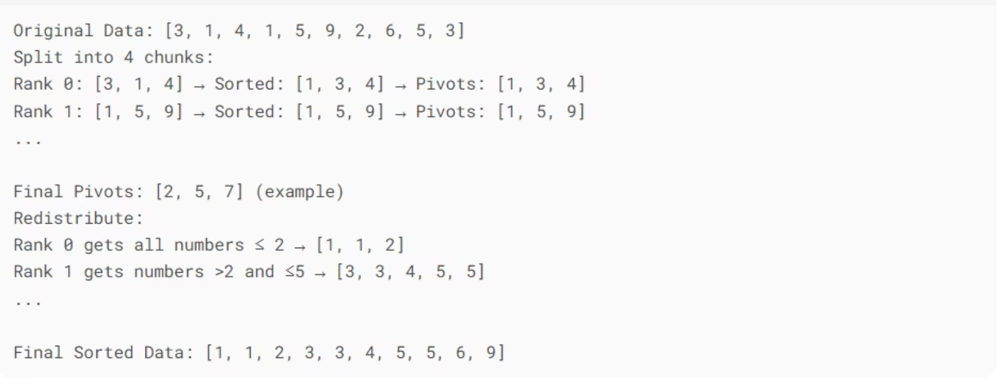 Original Data: [3, 1, 4, 1, 5, 9, 2, 6, 5, 3]
Split into 4 chunks:
Rank 0: [3, 1, 4] → Sorted: [1, 3, 4] → Pivots: [1, 3, 4]
Rank 1: [1, 5, 9] → Sorted: [1, 5, 9] → Pivots: [1, 5, 9]
...
Final Pivots: [2, 5, 7] (example)
Redistribute:
Rank 0 gets all numbers ≤ 2 → [1, 1, 2]
Rank 1 gets numbers >2 and ≤5 → [3, 3, 4, 5, 5]
...
Final Sorted Data: [1, 1, 2, 3, 3, 4, 5, 5, 6, 9]